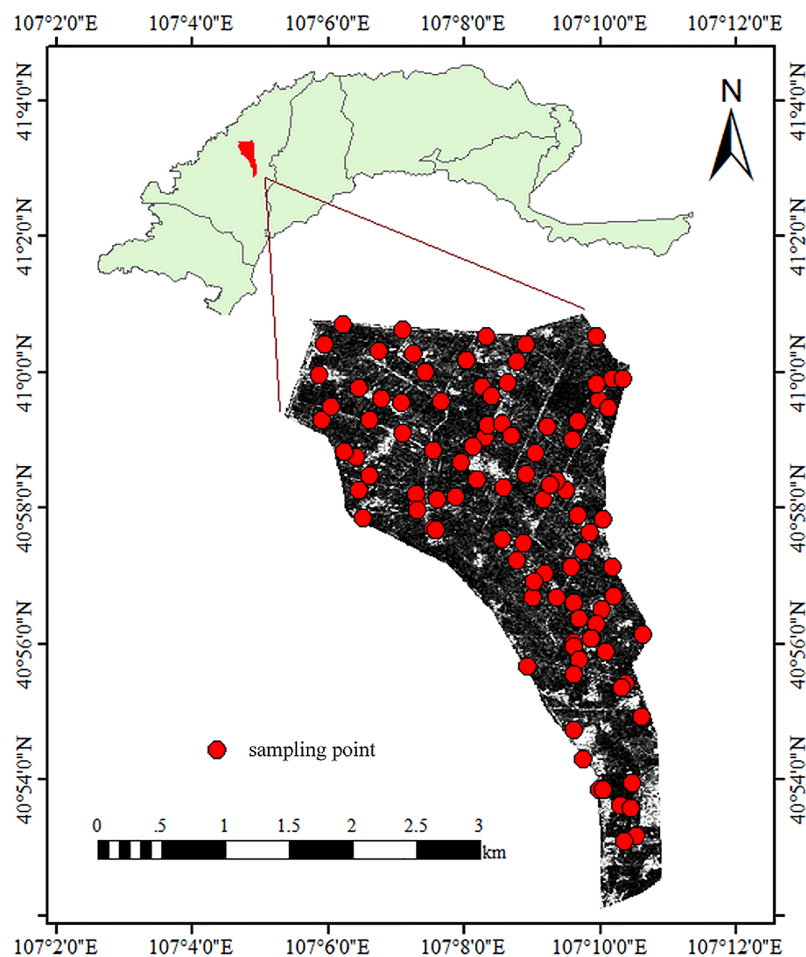 107°2'0"E 107°4'0"E 107°6'0"E 107°8'0"E 107°10'0"E 107°12'0"E
N
41°4'0"N 41°4'0"N
41°2'0"N 41°2'0"N
41°0'0"N 41°0'0"N
40°58'0"N 40°58'0"N
40°56'0"N 40°56'0"N
sampling point
40°54'0"N 40°54'0"N
0 .5 1 1.5 2 2.5 3
km
107°2'0"E 107°4'0"E 107°6'0"E 107°8'0"E 107°10'0"E 107°12'0"E